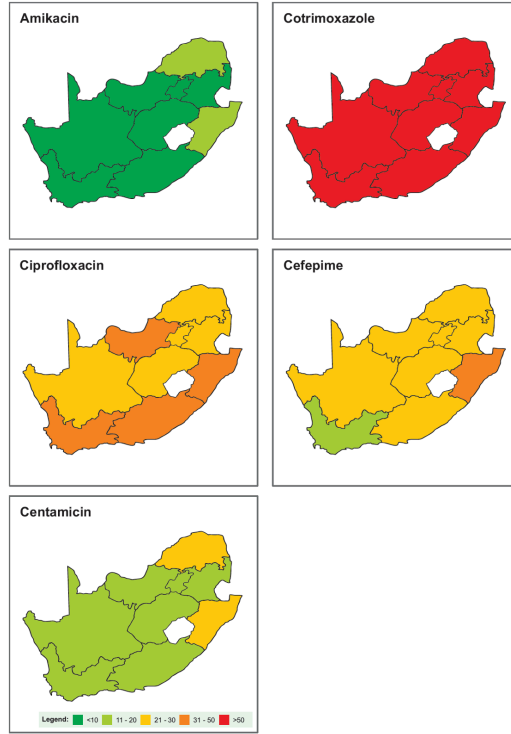 Amikacin
Cotrimoxazole
Ciprofloxacin
Cefepime
Centamicin
Legend: <10 11 - 20 21 - 30 31 - 50 >50